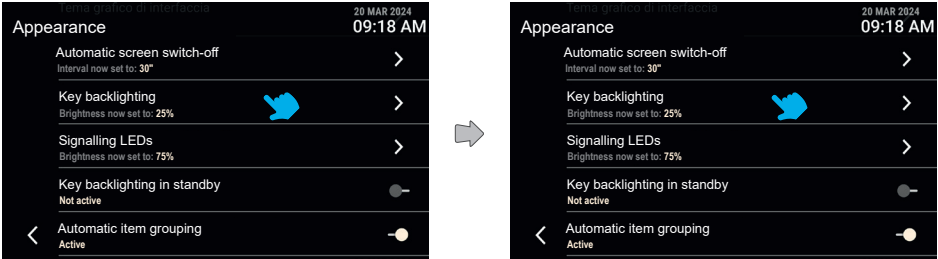 Tema grafico di interfaccia
20 MAR 2024
Appearance
09:18 AM
Automatic screen switch-off
Interval now set to: 30"
Key backlighting
Brightness now set to: 25%
Signalling LEDs
Brightness now set to: 75%
Key backlighting in standby
Not active
Automatic item grouping
Active
Tema grafico di interfaccia
20 MAR 2024
Appearance
09:18 AM
Automatic screen switch-off
Interval now set to: 30"
Key backlighting
Brightness now set to: 25%
Signalling LEDs
Brightness now set to: 75%
Key backlighting in standby
Not active
Automatic item grouping
Active